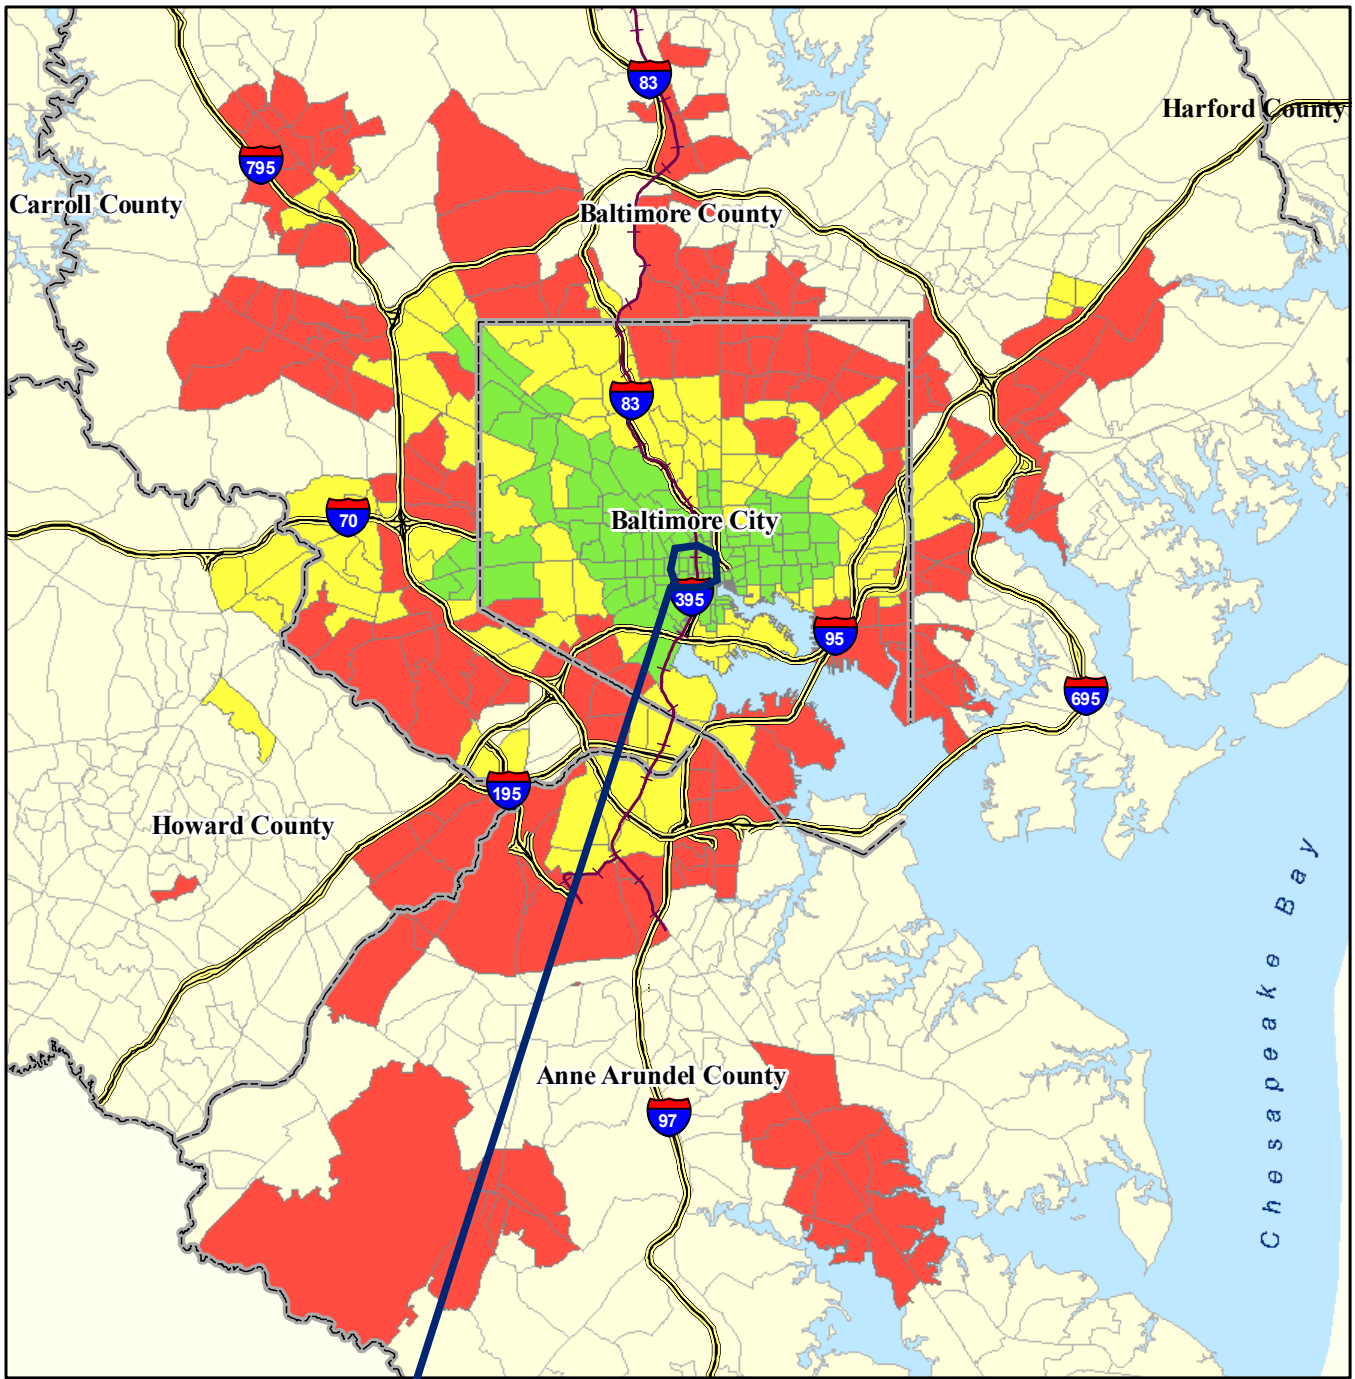 83
Harford County
795
Carroll County
Baltimore County
83
70
Baltimore City
395
95
695
195
Howard County
Chesapeake Bay
Anne Arundel County
97